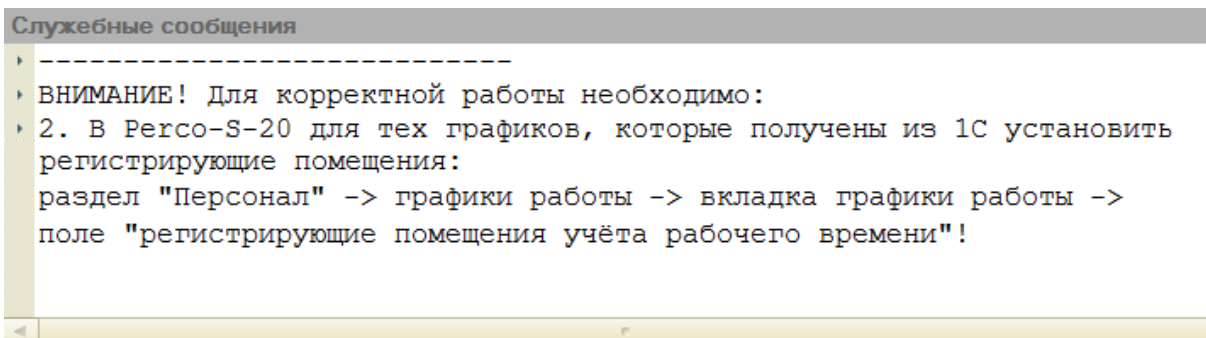 Служебные сообщения
-----------------------------
ВНИМАНИЕ! Для корректной работы необходимо:
2. В Perco-S-20 для тех графиков, которые получены из 1С установить
регистрирующие помещения:
раздел "Персонал" -> графики работы -> вкладка графики работы ->
поле "регистрирующие помещения учёта рабочего времени"!